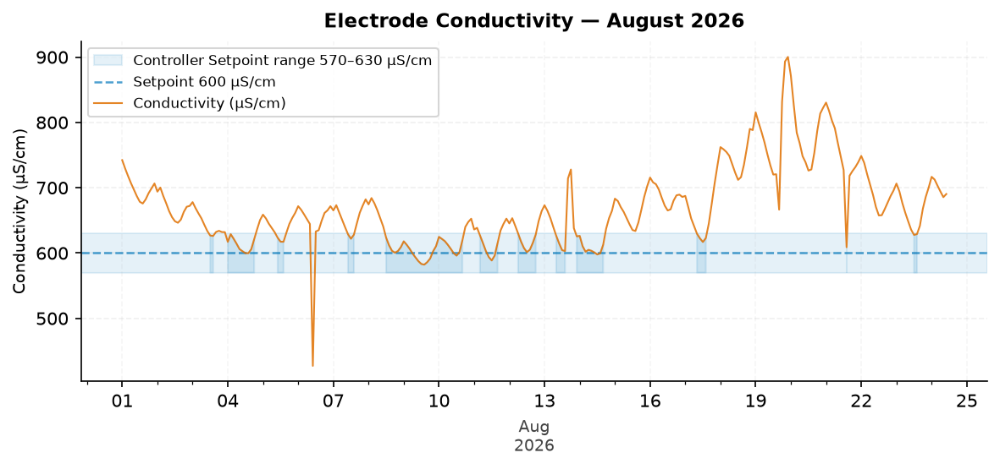 Electrode Conductivity — August 2026
Controller Setpoint range 570–630 µS/cm
Setpoint 600 µS/cm
Conductivity (µS/cm)
Conductivity (µS/cm)
900
800
700
600
500
01 04 07 10 13 16 19 22 25
Aug
2026